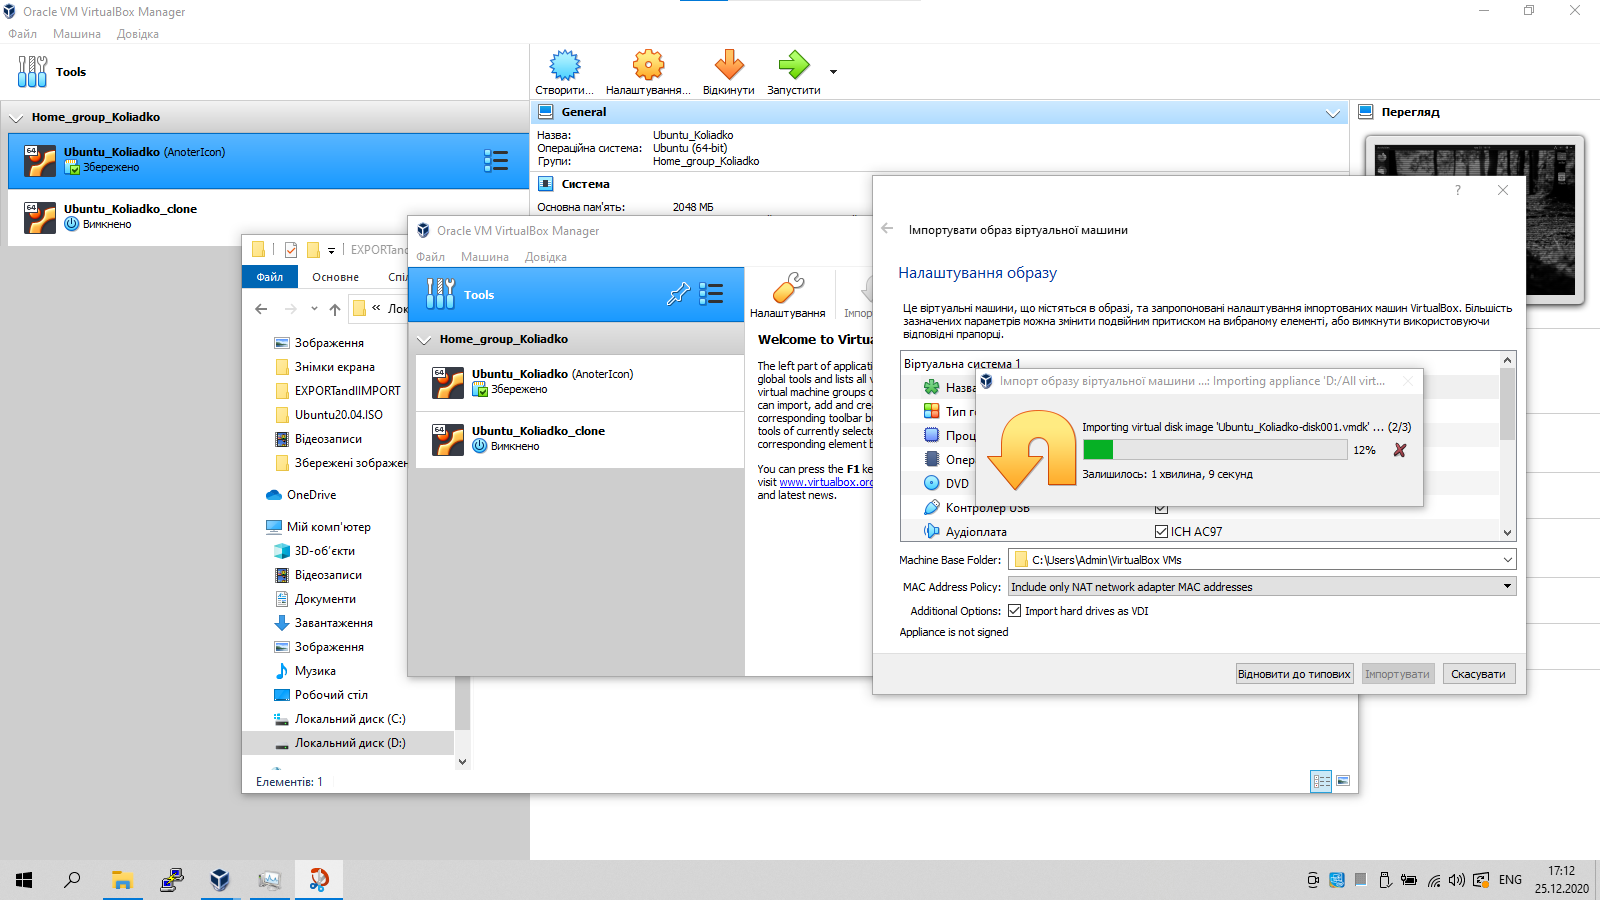 Oracle VM VirtualBox Manager
Файл Машина Довідка
Tools
Створити... Налаштування... Відкинути Запустити
Home_group_Koliadko
64 Ubuntu_Koliadko (AnoterIcon)
Збережено
64 Ubuntu_Koliadko_clone
Вимкнено
General
Назва: Ubuntu_Koliadko
Операційна система: Ubuntu (64-bit)
Групи: Home_group_Koliadko
Система
Основна пам'ять: 2048 МБ
Перегляд
EXPORTand
Файл Основне Спіл
« Лок
Зображення
Знімки екрана
EXPORTandIIMPORT
Ubuntu20.04.ISO
Відеозаписи
Збережені зображен
OneDrive
Мій комп'ютер
3D-об’єкти
Відеозаписи
Документи
Завантаження
Зображення
Музика
Робочий стіл
Локальний диск (C:)
Локальний диск (D:)
Елементів: 1
Oracle VM VirtualBox Manager
Файл Машина Довідка
Tools
Home_group_Koliadko
64 Ubuntu_Koliadko (AnoterIcon)
Збережено
64 Ubuntu_Koliadko_clone
Вимкнено
Налаштування Імпор
Welcome to Virtua
The left part of applicatio
global tools and lists all v
virtual machine groups o
can import, add and crea
corresponding toolbar bu
tools of currently selecte
corresponding element b
You can press the F1 ke
visit www.virtualbox.org
and latest news.
?
Імпортувати образ віртуальної машини
Налаштування образу
Це віртуальні машини, що містяться в образі, та запропоновані налаштування імпортованих машин VirtualBox. Більшість
зазначених параметрів можна змінити подвійним притиском на вибраному елементі, або вимкнути використовуючи
відповідні прапорці.
Віртуальна система 1
Назва
Тип г
Проц
Опер
DVD
Контролер USB
Аудіоплата ICH AC97
Імпорт образу віртуальної машини ...: Importing appliance 'D:/All virt...
Importing virtual disk image 'Ubuntu_Koliadko-disk001.vmdk' ... (2/3)
12%
Залишилось: 1 хвилина, 9 секунд
Machine Base Folder: C:\Users\Admin\VirtualBox VMs
MAC Address Policy: Include only NAT network adapter MAC addresses
Additional Options: Import hard drives as VDI
Appliance is not signed
Відновити до типових Імпортувати Скасувати
ENG
17:12
25.12.2020